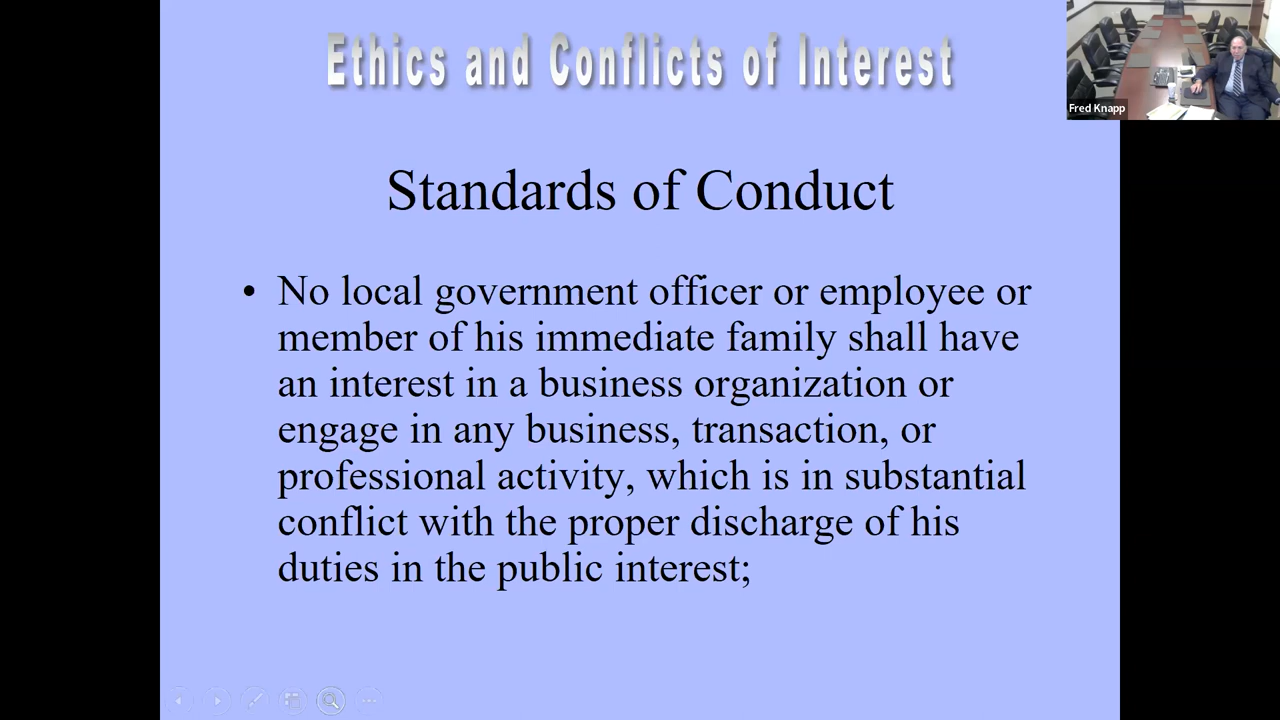 Ethics and Conflicts of Interest
Fred Knapp
Standards of Conduct
• No local government officer or employee or
member of his immediate family shall have
an interest in a business organization or
engage in any business, transaction, or
professional activity, which is in substantial
conflict with the proper discharge of his
duties in the public interest;